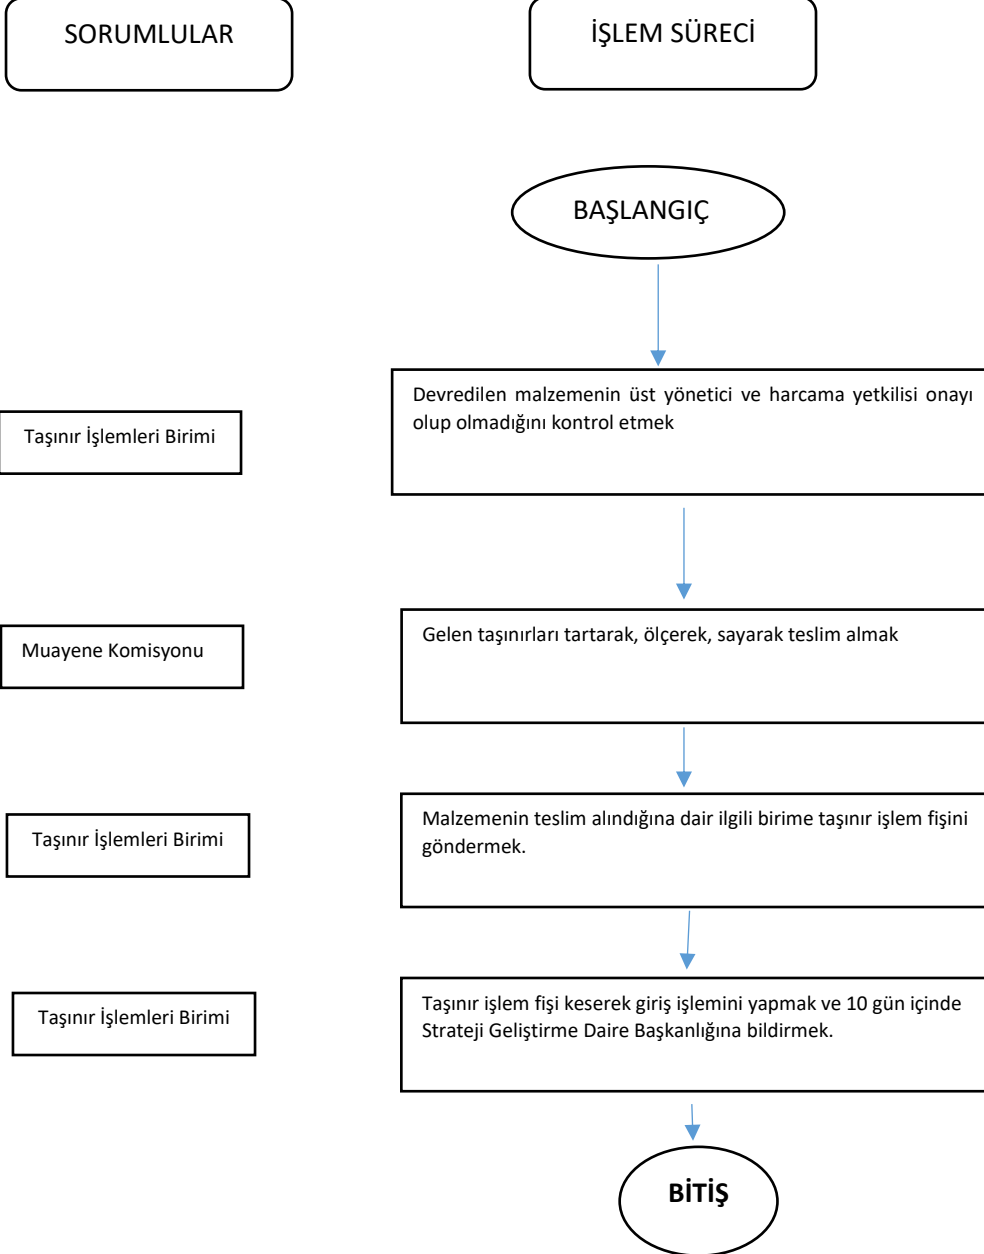 SORUMLULAR
İŞLEM SÜRECİ
BAŞLANGIÇ
Taşınır İşlemleri Birimi
Devredilen malzemenin üst yönetici ve harcama yetkilisi onayı
olup olmadığını kontrol etmek
Muayene Komisyonu
Gelen taşınırları tartarak, ölçerek, sayarak teslim almak
Taşınır İşlemleri Birimi
Malzemenin teslim alındığına dair ilgili birime taşınır işlem fişini
göndermek.
Taşınır İşlemleri Birimi
Taşınır işlem fişi keserek giriş işlemini yapmak ve 10 gün içinde
Strateji Geliştirme Daire Başkanlığına bildirmek.
BİTİŞ